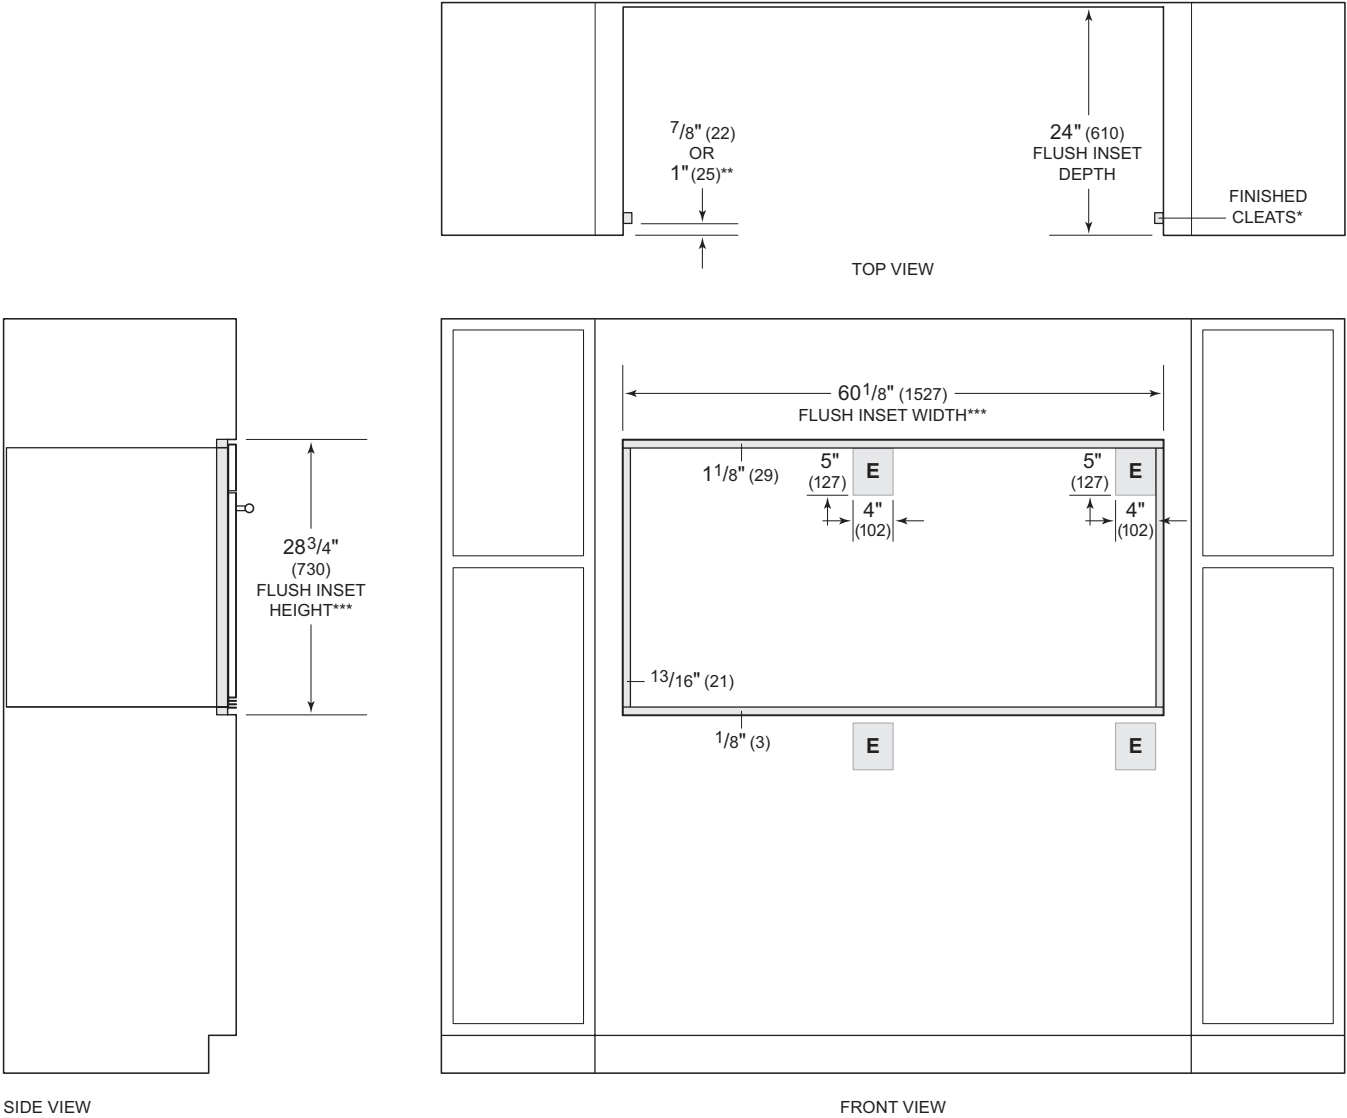 7/8" (22)
OR
1" (25)**
24" (610)
FLUSH INSET
DEPTH
FINISHED
CLEATS*
TOP VIEW
28 3/4"
(730)
FLUSH INSET
HEIGHT***
SIDE VIEW
60 1/8" (1527)
FLUSH INSET WIDTH***
1 1/8" (29)
5"
(127)
E
4"
(102)
5"
(127)
E
4"
(102)
13/16" (21)
1/8" (3)
E
E
FRONT VIEW